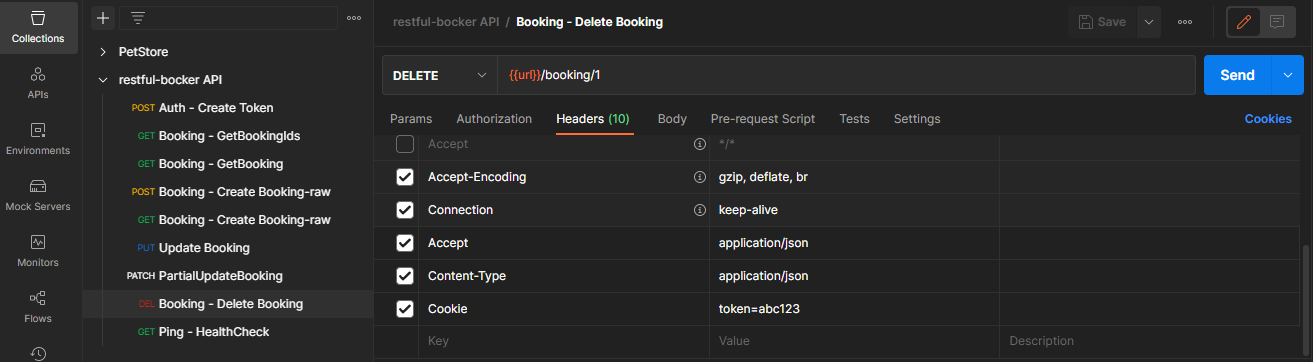 Collections
APIs
Environments
Mock Servers
Monitors
Flows
PetStore
restful-bocker API
POST Auth - Create Token
GET Booking - GetBookingIds
GET Booking - GetBooking
POST Booking - Create Booking-raw
GET Booking - Create Booking-raw
PUT Update Booking
PATCH PartialUpdateBooking
DEL Booking - Delete Booking
GET Ping - HealthCheck
restful-bocker API / Booking - Delete Booking
Save
DELETE {{url}}/booking/1
Send
Params Authorization Headers (10) Body Pre-request Script Tests Settings Cookies
Accept */*
Accept-Encoding gzip, deflate, br
Connection keep-alive
Accept application/json
Content-Type application/json
Cookie token=abc123
Key Value Description